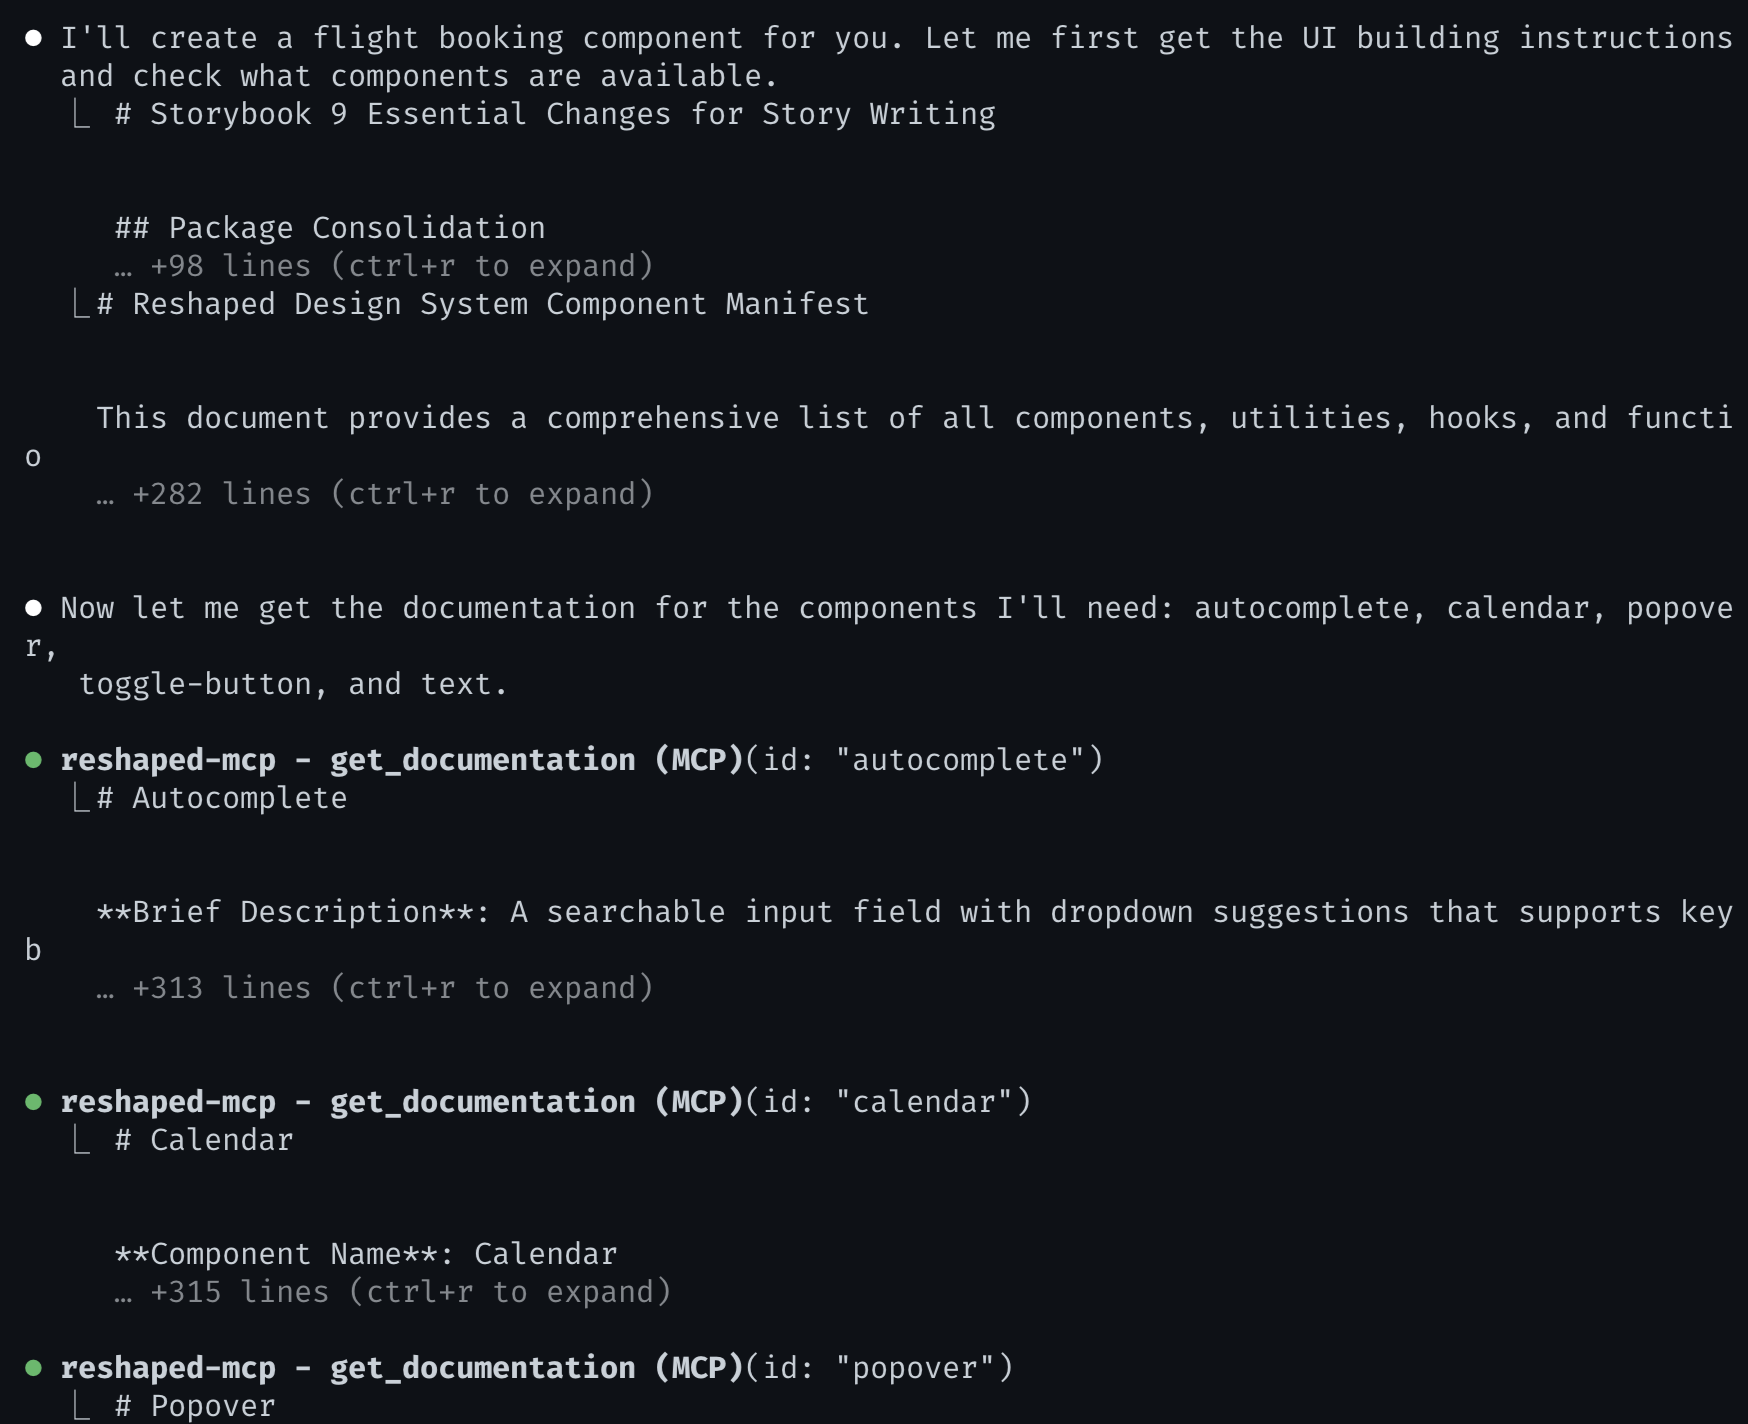 ● I'll create a flight booking component for you. Let me first get the UI building instructions
and check what components are available.
⎿ # Storybook 9 Essential Changes for Story Writing
## Package Consolidation
… +98 lines (ctrl+r to expand)
⎿ # Reshaped Design System Component Manifest
This document provides a comprehensive list of all components, utilities, hooks, and functi
o
… +282 lines (ctrl+r to expand)
● Now let me get the documentation for the components I'll need: autocomplete, calendar, popove
r,
toggle-button, and text.
● reshaped-mcp - get_documentation (MCP)(id: "autocomplete")
⎿ # Autocomplete
**Brief Description**: A searchable input field with dropdown suggestions that supports key
b
… +313 lines (ctrl+r to expand)
● reshaped-mcp - get_documentation (MCP)(id: "calendar")
⎿ # Calendar
**Component Name**: Calendar
… +315 lines (ctrl+r to expand)
● reshaped-mcp - get_documentation (MCP)(id: "popover")
⎿ # Popover